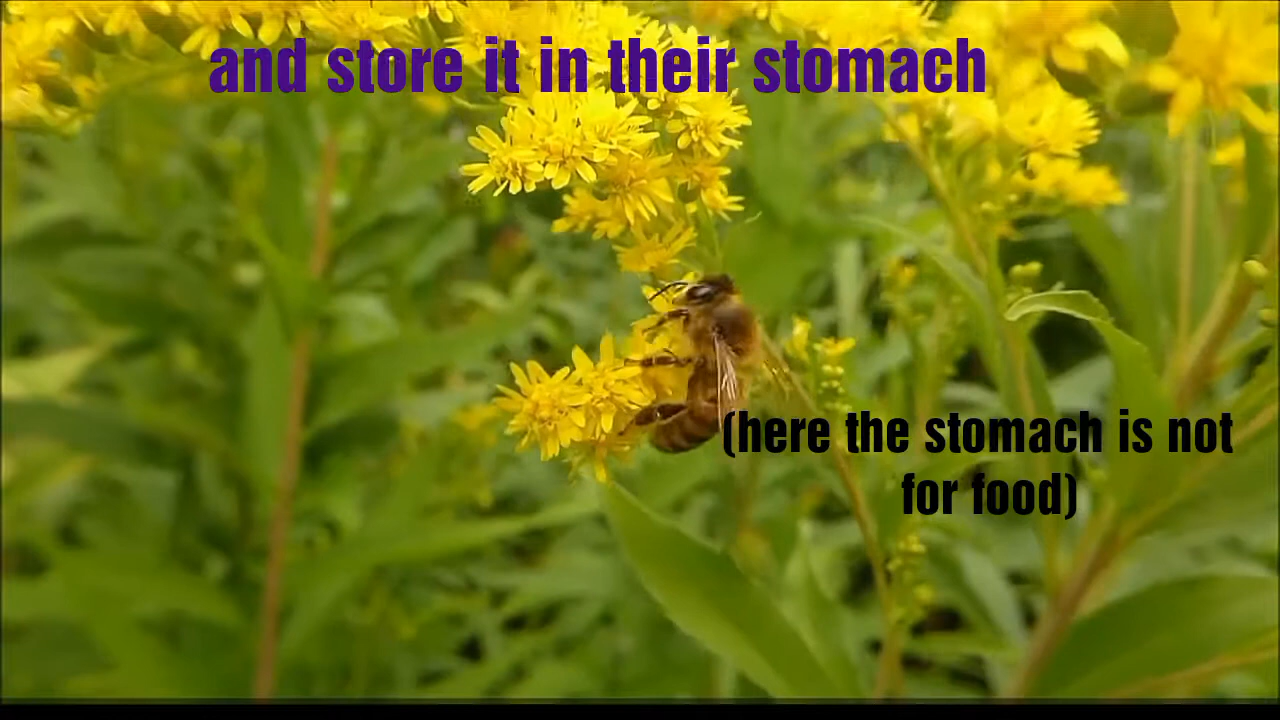 and store it in their stomach
(here the stomach is not
for food)